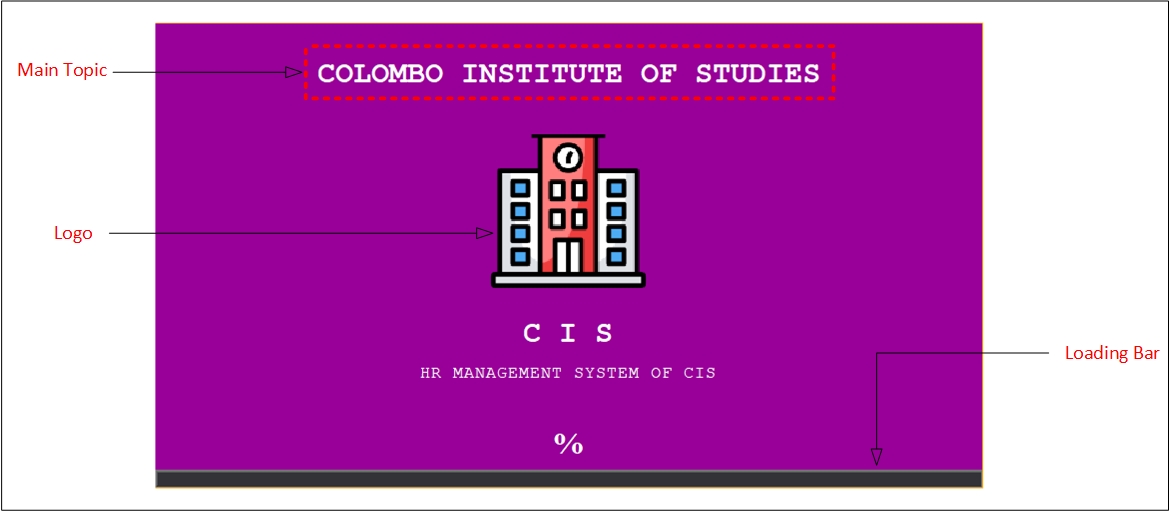 Main Topic
COLOMBO INSTITUTE OF STUDIES
Logo
C I S
Loading Bar
HR MANAGEMENT SYSTEM OF CIS
%